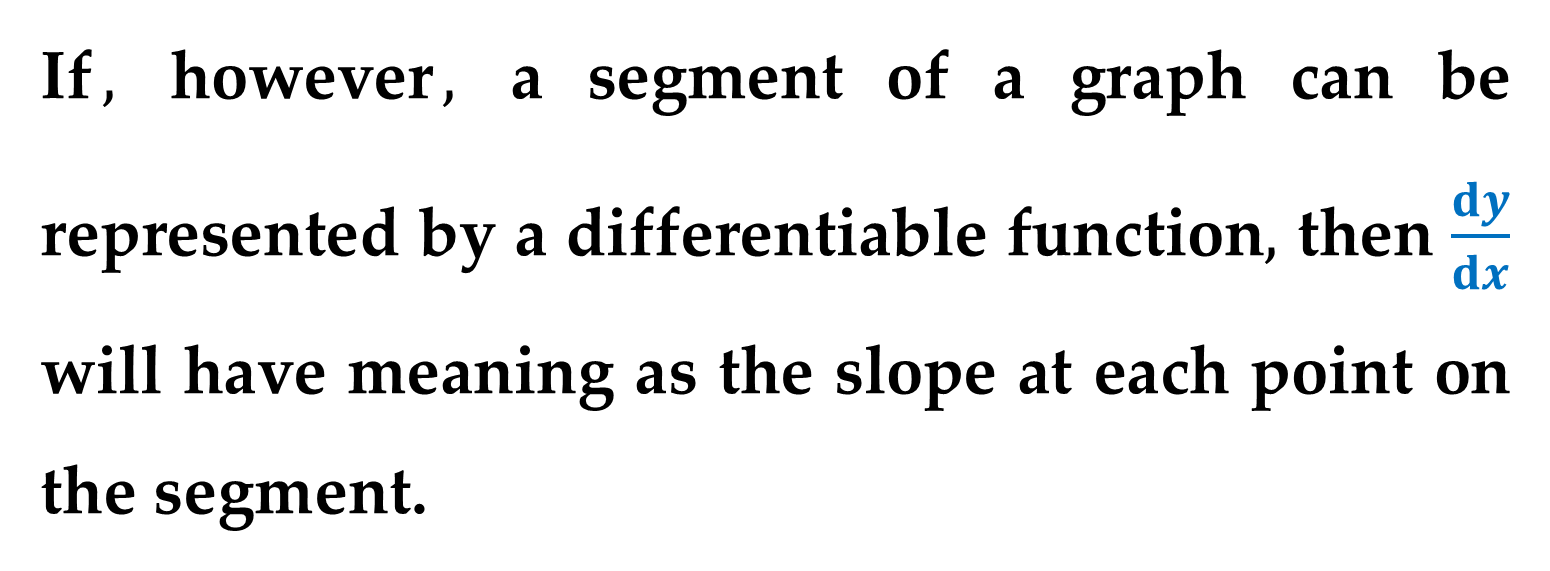 If, however, a segment of a graph can be
represented by a differentiable function, then dy/dx
will have meaning as the slope at each point on
the segment.